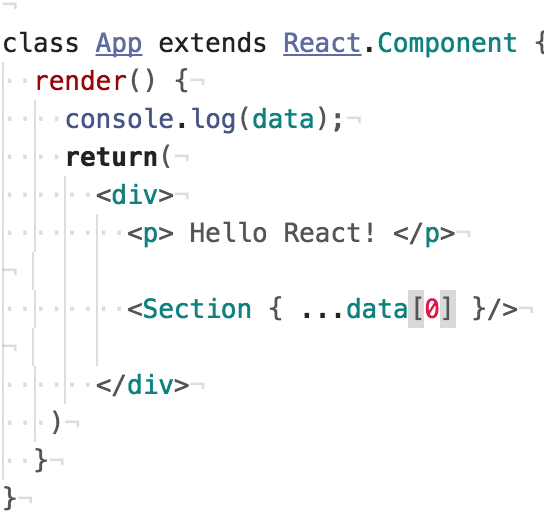 class App extends React.Component {
  render() {
    console.log(data);
    return(
      <div>
        <p> Hello React! </p>

        <Section { ...data[0] }/>

      </div>
    )
  }
}